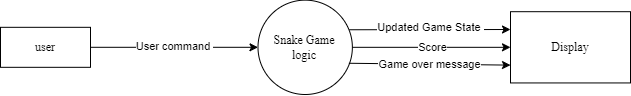 user
User command
Snake Game
logic
Updated Game State
Score
Game over message
Display